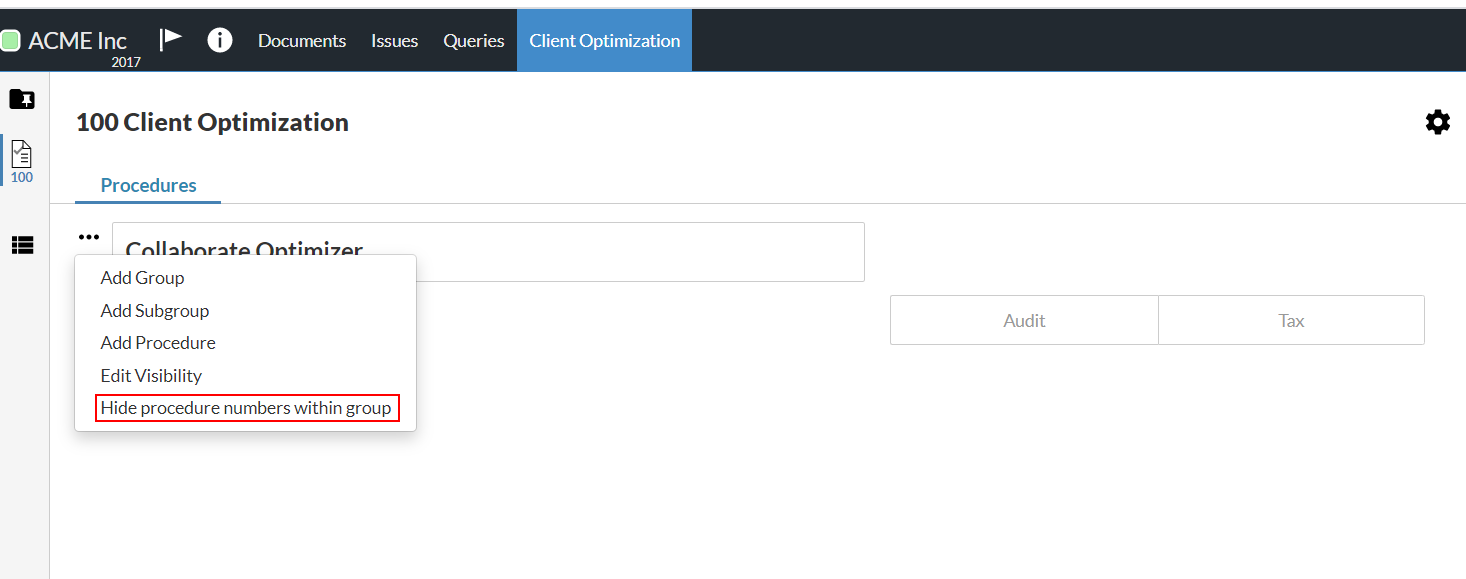 ACME Inc
2017
Documents Issues Queries Client Optimization
100 Client Optimization
100
Procedures
Collaborate Optimizer
Add Group
Add Subgroup
Add Procedure
Edit Visibility
Hide procedure numbers within group
Audit Tax